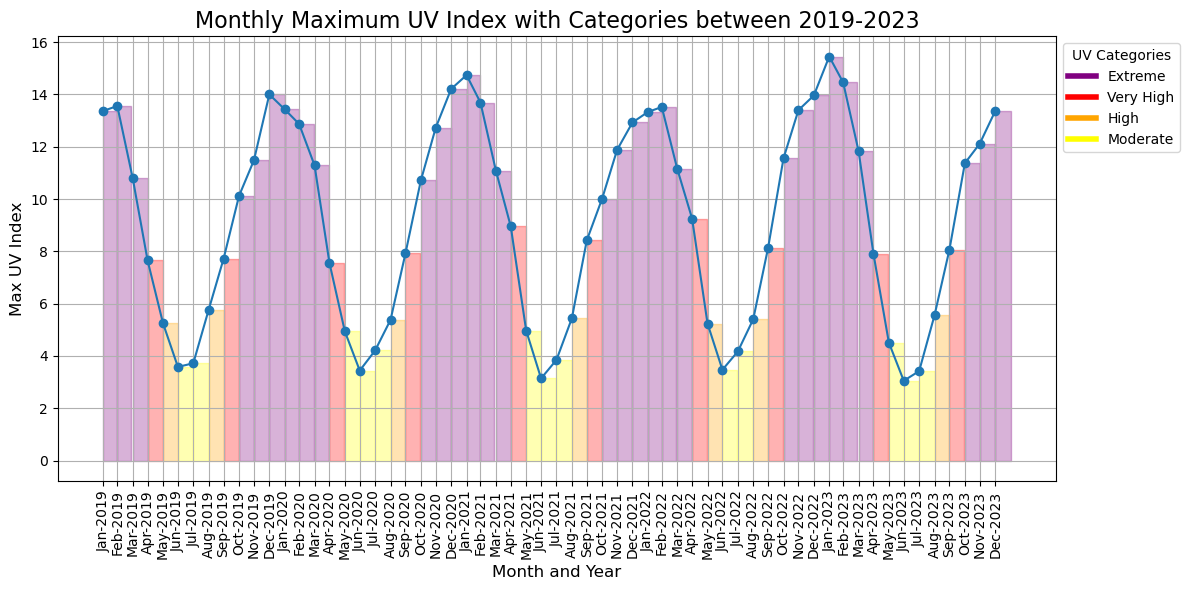 Monthly Maximum UV Index with Categories between 2019-2023
Max UV Index
16
14
12
10
8
6
4
2
0
Jan-2019
Feb-2019
Mar-2019
Apr-2019
May-2019
Jun-2019
Jul-2019
Aug-2019
Sep-2019
Oct-2019
Nov-2019
Dec-2019
Jan-2020
Feb-2020
Mar-2020
Apr-2020
May-2020
Jun-2020
Jul-2020
Aug-2020
Sep-2020
Oct-2020
Nov-2020
Dec-2020
Jan-2021
Feb-2021
Mar-2021
Apr-2021
May-2021
Jun-2021
Jul-2021
Aug-2021
Sep-2021
Oct-2021
Nov-2021
Dec-2021
Jan-2022
Feb-2022
Mar-2022
Apr-2022
May-2022
Jun-2022
Jul-2022
Aug-2022
Sep-2022
Oct-2022
Nov-2022
Dec-2022
Jan-2023
Feb-2023
Mar-2023
Apr-2023
May-2023
Jun-2023
Jul-2023
Aug-2023
Sep-2023
Oct-2023
Nov-2023
Dec-2023
Month and Year
UV Categories
Extreme
Very High
High
Moderate